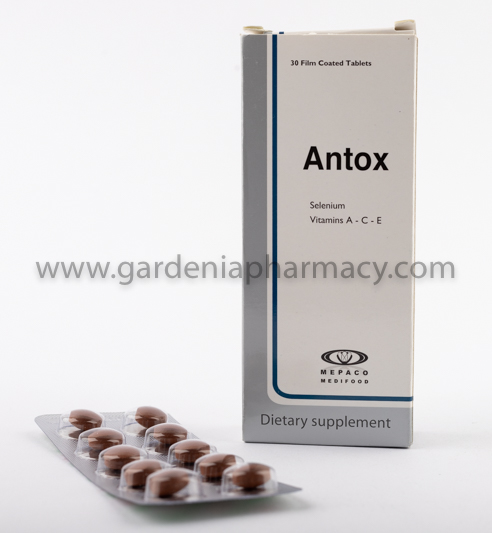 30 Film Coated Tablets
Antox
Selenium
Vitamins A - C - E
www.gardeniapharmacy.com
MEPACO
MEDIFOOD
Dietary supplement